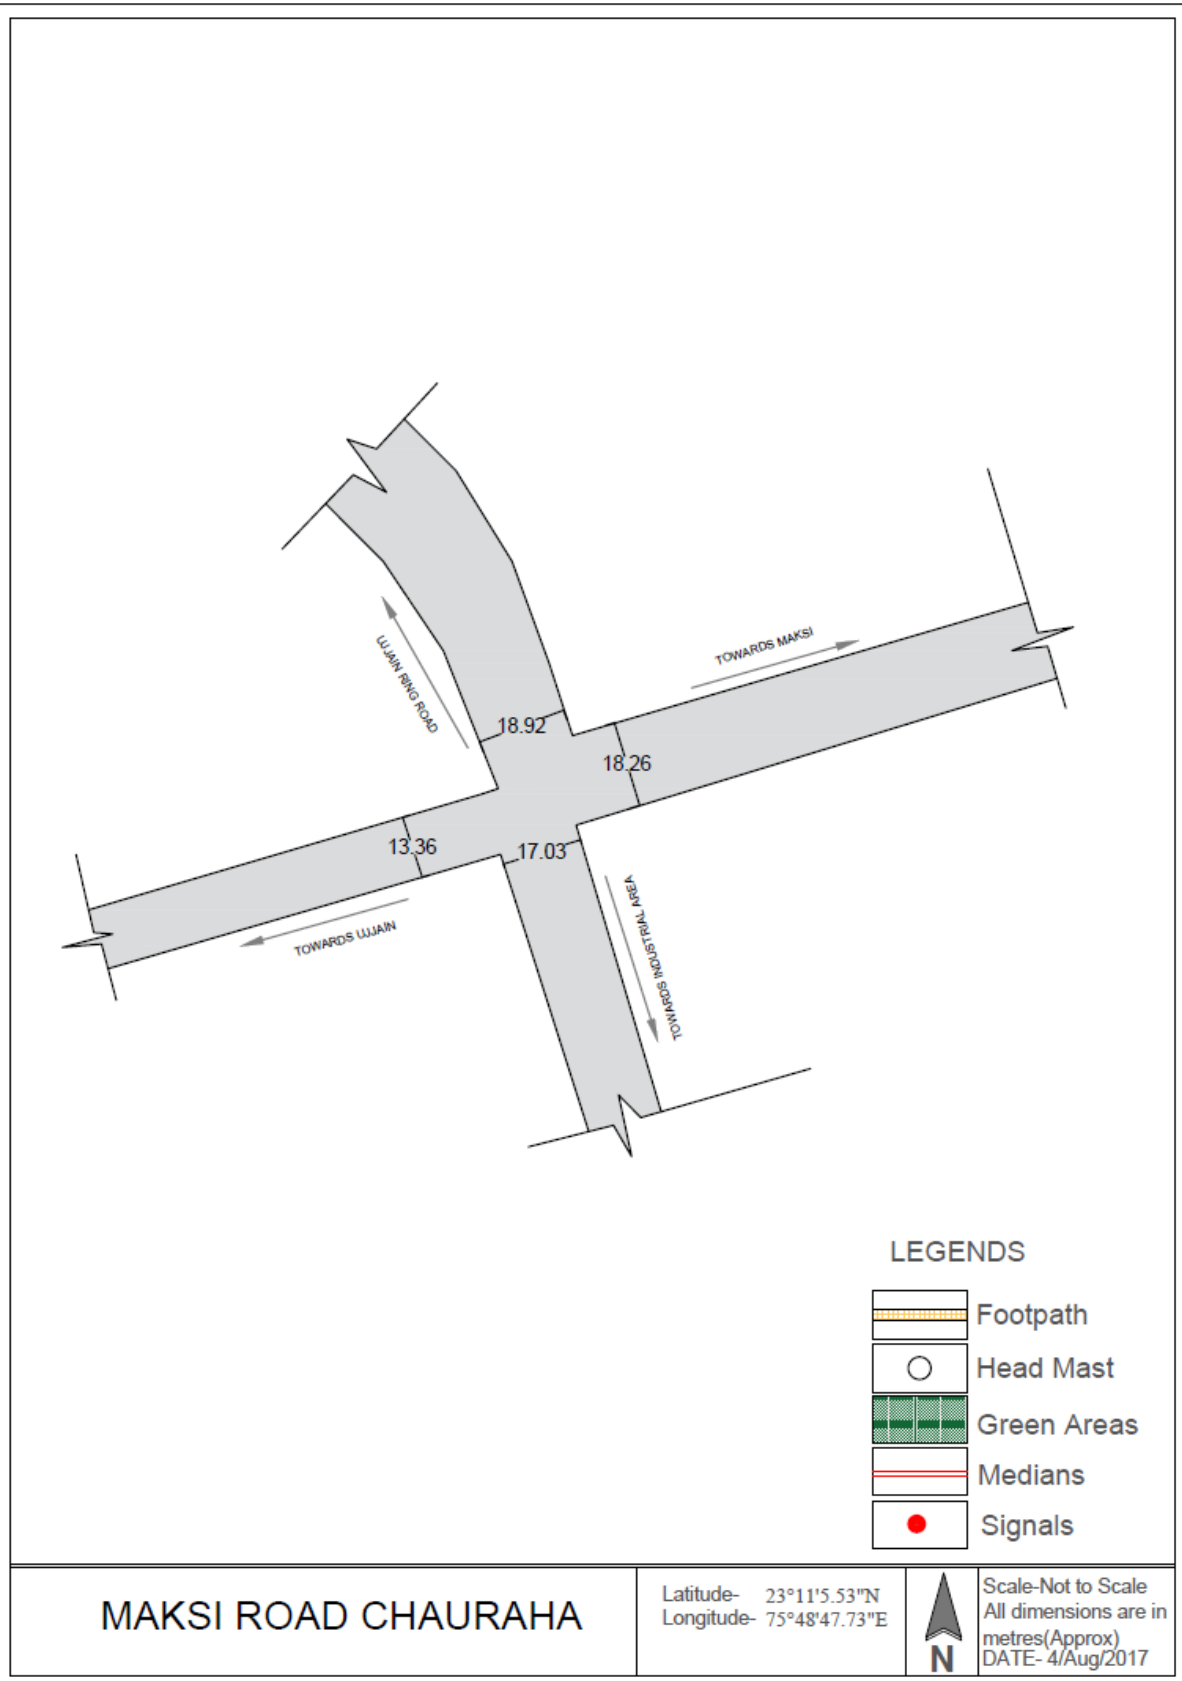 UJJAIN RING ROAD
TOWARDS MAKSI
18.92
18.26
13.36
17.03
TOWARDS UJJAIN
TOWARDS INDUSTRIAL AREA
LEGENDS
Footpath
Head Mast
Green Areas
Medians
Signals
MAKSI ROAD CHAURAHA
Latitude- 23°11'5.53"N
Longitude- 75°48'47.73"E
N
Scale-Not to Scale
All dimensions are in
metres(Approx)
DATE- 4/Aug/2017